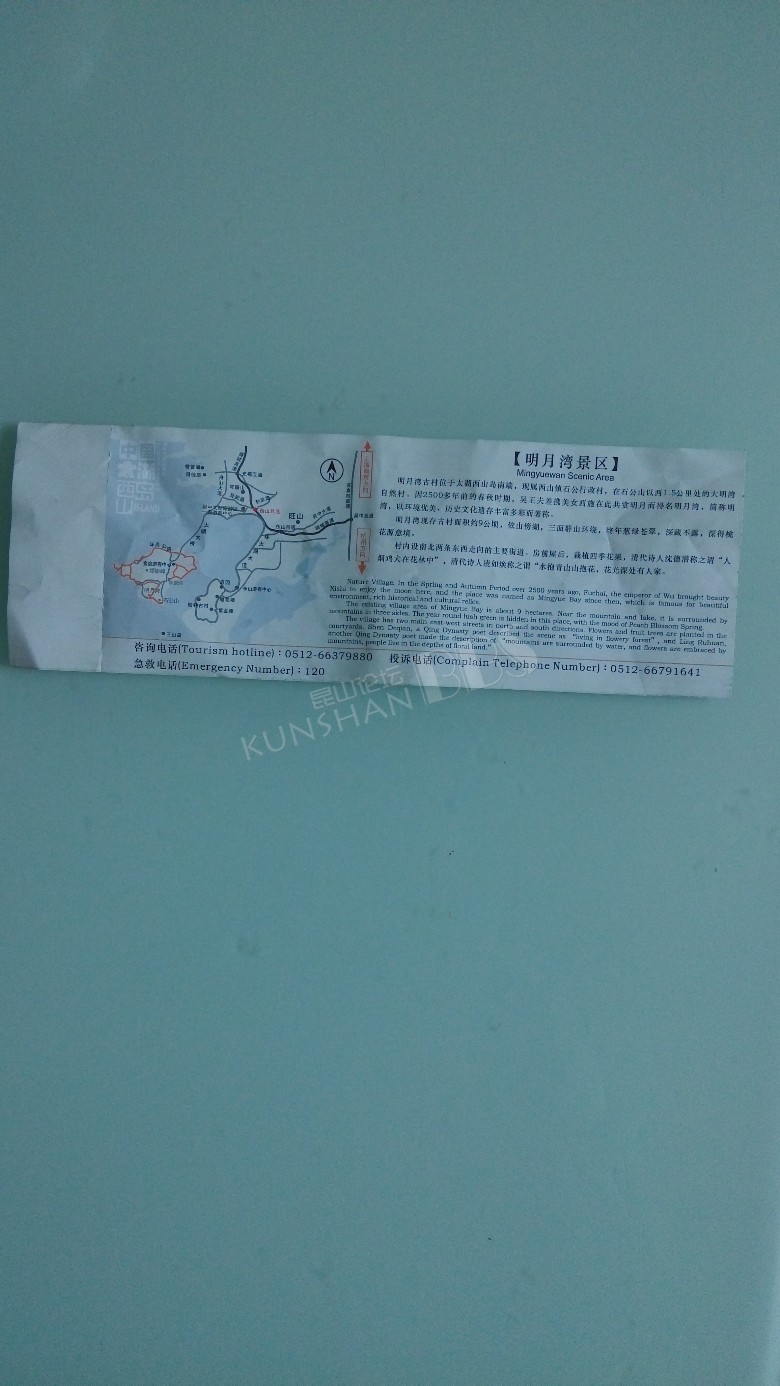 【明月湾景区】
Mingyuewan Scenic Area
明月湾古村位于太湖西山岛南端，现属西山镇石公行政村，在石公山以西1.5公里处的大明湾
自然村。因2500多年前的春秋时期，吴王夫差携美女西施在此共赏明月而得名明月湾，简称明
湾，以环境优美、历史文化遗存丰富多彩而著称。
明月湾现存古村面积约9公顷，依山傍湖，三面群山环绕，终年葱绿苍翠，深藏不露，深得桃
花源意境。
村内设南北两条东西走向的主要街道。房前屋后，栽植四季花果，清代诗人沈德潜称之谓“人
烟鸡犬在花林中”，清代诗人凌如焕称之谓“水抱青山山抱花，花光深处有人家。
Nature Village. In the Spring and Autumn Period over 2500 years ago, Fuchai, the emperor of Wu brought beauty
Xishi to enjoy the moon here, and the place was named as Mingyue Bay since then, which is famous for beautiful
environment, rich historical and cultural relics.
The existing village area of Mingyue Bay is about 9 hectares. Near the mountain and lake, it is surrounded by
mountains in three sides. The year round lush green is hidden in this place, with the mood of Peach Blossom Spring.
The village has two main east-west streets in north and south directions. Flowers and fruit trees are planted in the
courtyards. Shen Deqian, a Qing Dynasty poet described the scene as "living in flowery forest", and Ling Ruhuan,
another Qing Dynasty poet made the description of "mountains are surrounded by water, and flowers are embraced by
mountains, people live in the depths of floral land."
N
旺山
咨询电话(Tourism hotline)：0512-66379880 投诉电话(Complain Telephone Number)：0512-66791641
急救电话(Emergency Number)：120
昆山论坛
KUNSHAN BBS